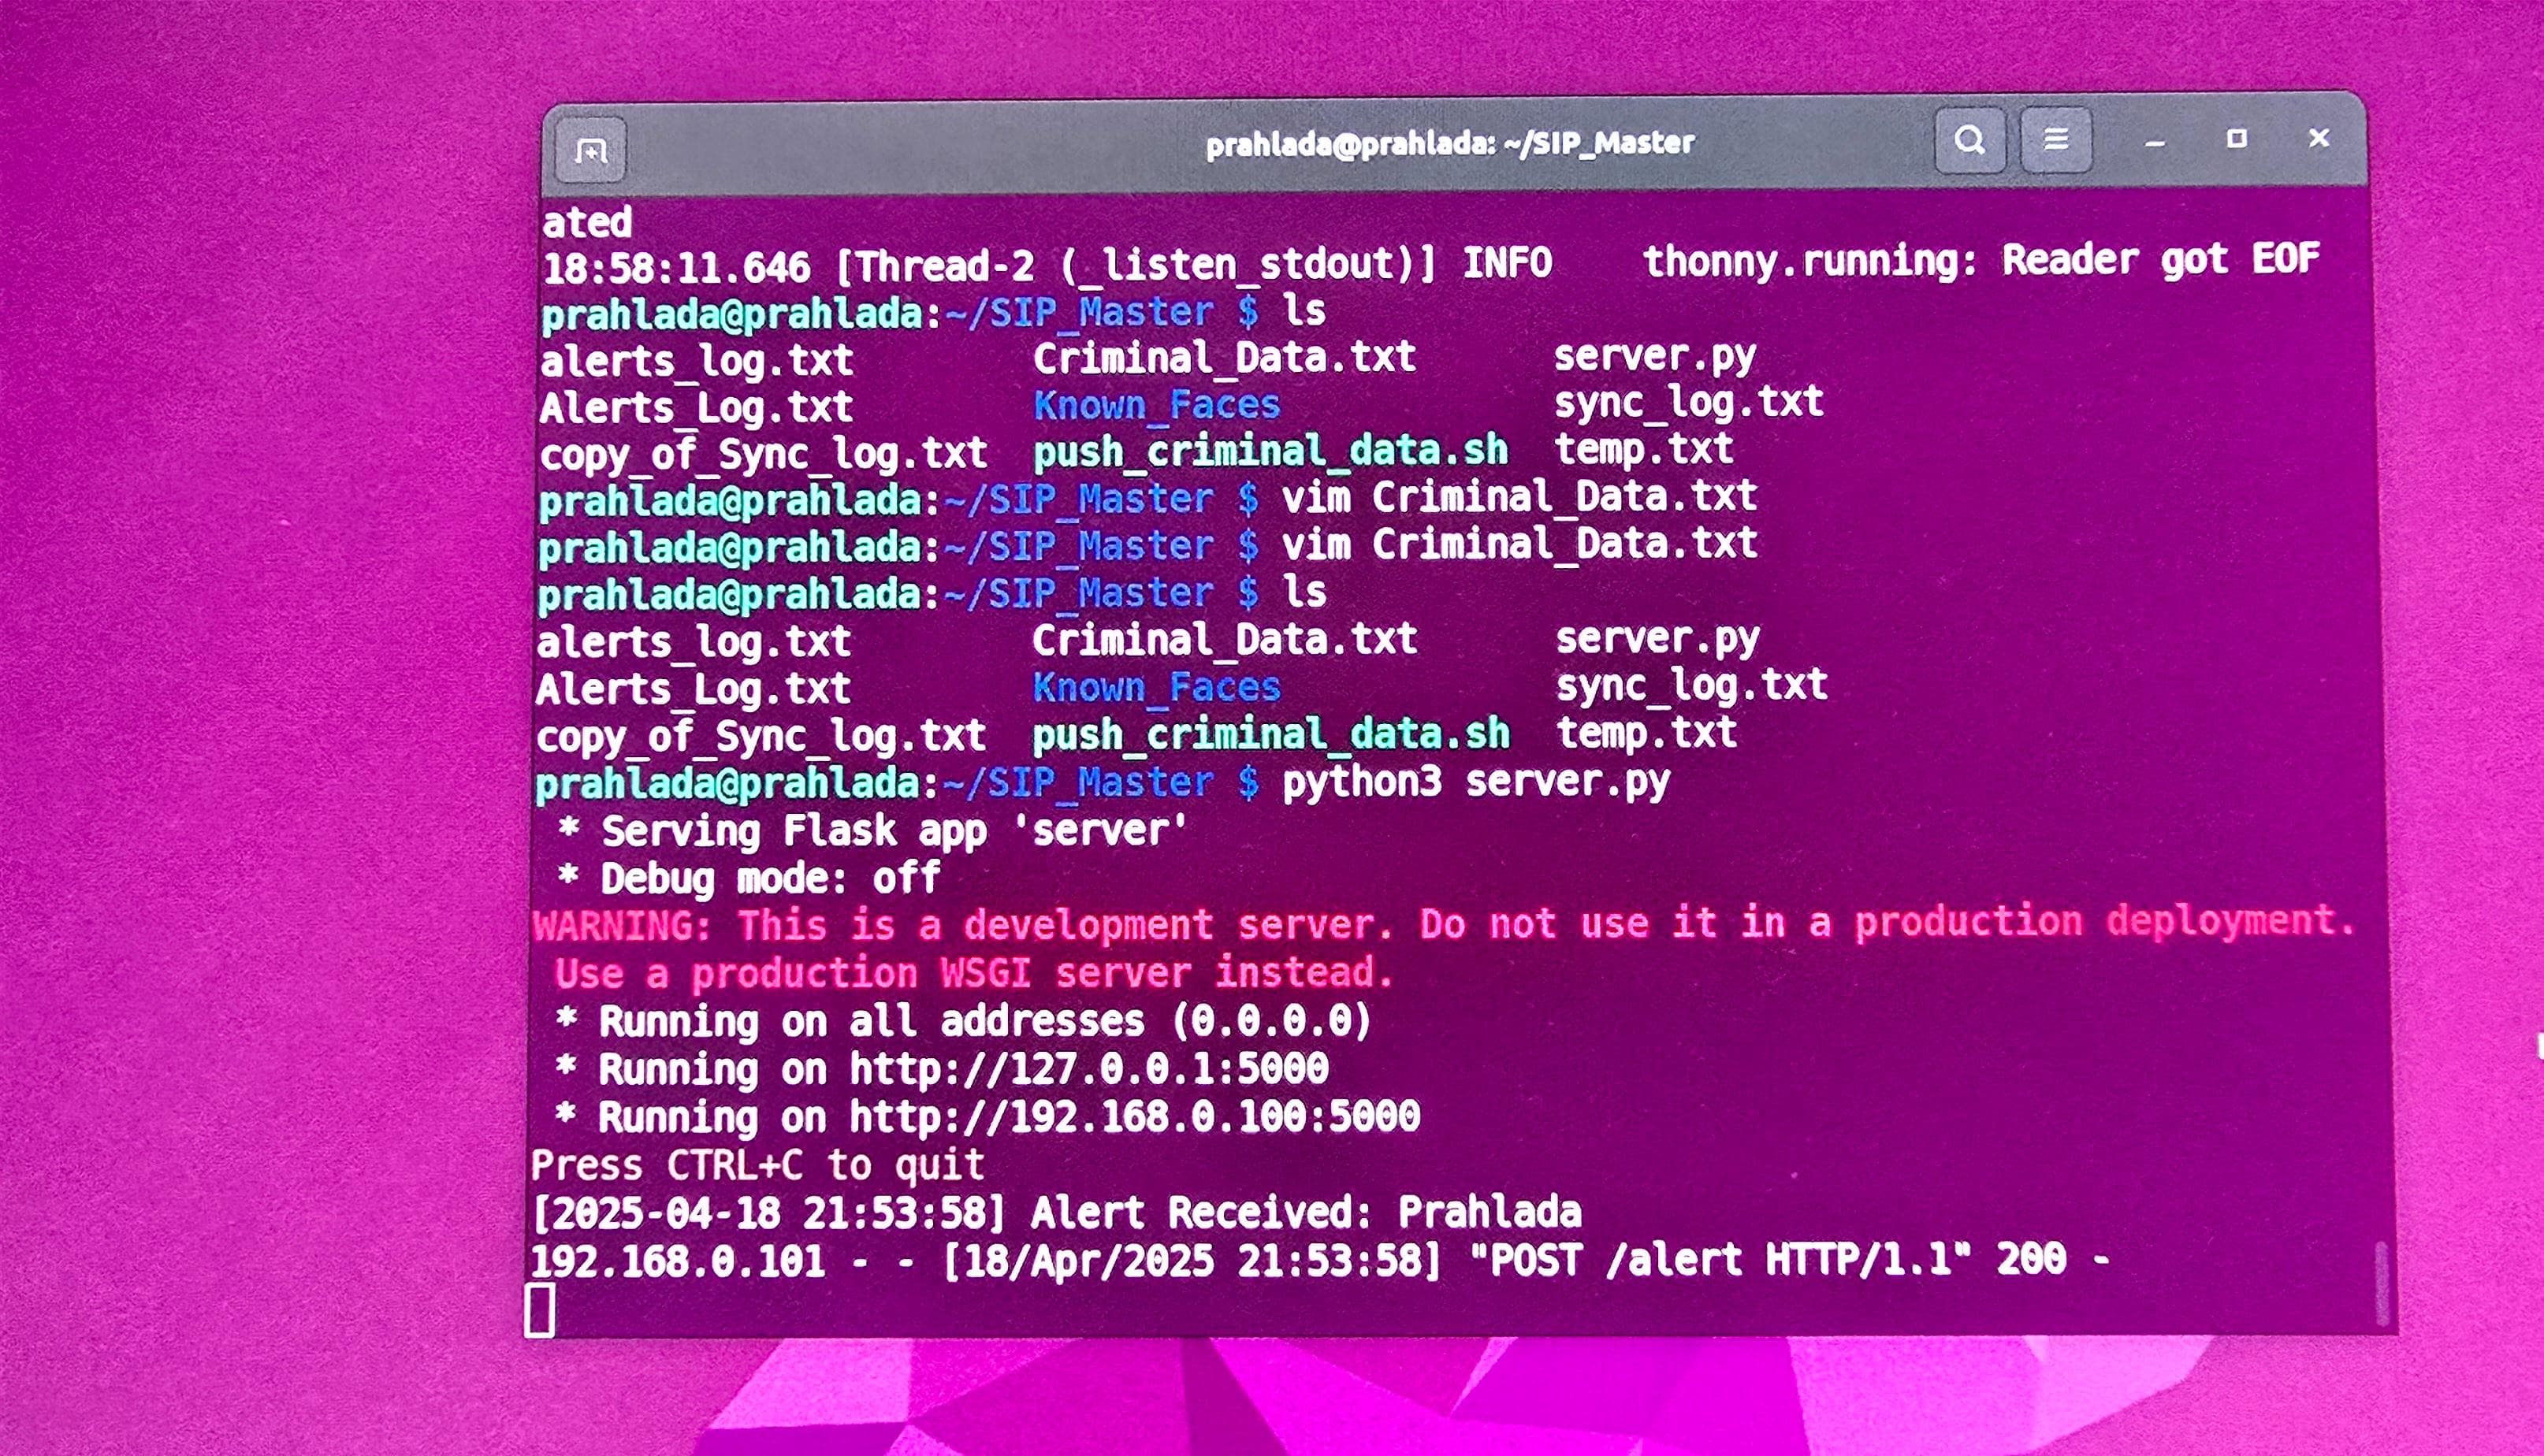 prahlada@prahlada: ~/SIP_Master
ated
18:58:11.646 [Thread-2 (_listen_stdout)] INFO    thonny.running: Reader got EOF
prahlada@prahlada:~/SIP_Master $ ls
alerts_log.txt        Criminal_Data.txt      server.py
Alerts_Log.txt        Known_Faces            sync_log.txt
copy_of_Sync_log.txt  push_criminal_data.sh  temp.txt
prahlada@prahlada:~/SIP_Master $ vim Criminal_Data.txt
prahlada@prahlada:~/SIP_Master $ vim Criminal_Data.txt
prahlada@prahlada:~/SIP_Master $ ls
alerts_log.txt        Criminal_Data.txt      server.py
Alerts_Log.txt        Known_Faces            sync_log.txt
copy_of_Sync_log.txt  push_criminal_data.sh  temp.txt
prahlada@prahlada:~/SIP_Master $ python3 server.py
 * Serving Flask app 'server'
 * Debug mode: off
WARNING: This is a development server. Do not use it in a production deployment.
 Use a production WSGI server instead.
 * Running on all addresses (0.0.0.0)
 * Running on http://127.0.0.1:5000
 * Running on http://192.168.0.100:5000
Press CTRL+C to quit
[2025-04-18 21:53:58] Alert Received: Prahlada
192.168.0.101 - - [18/Apr/2025 21:53:58] "POST /alert HTTP/1.1" 200 -